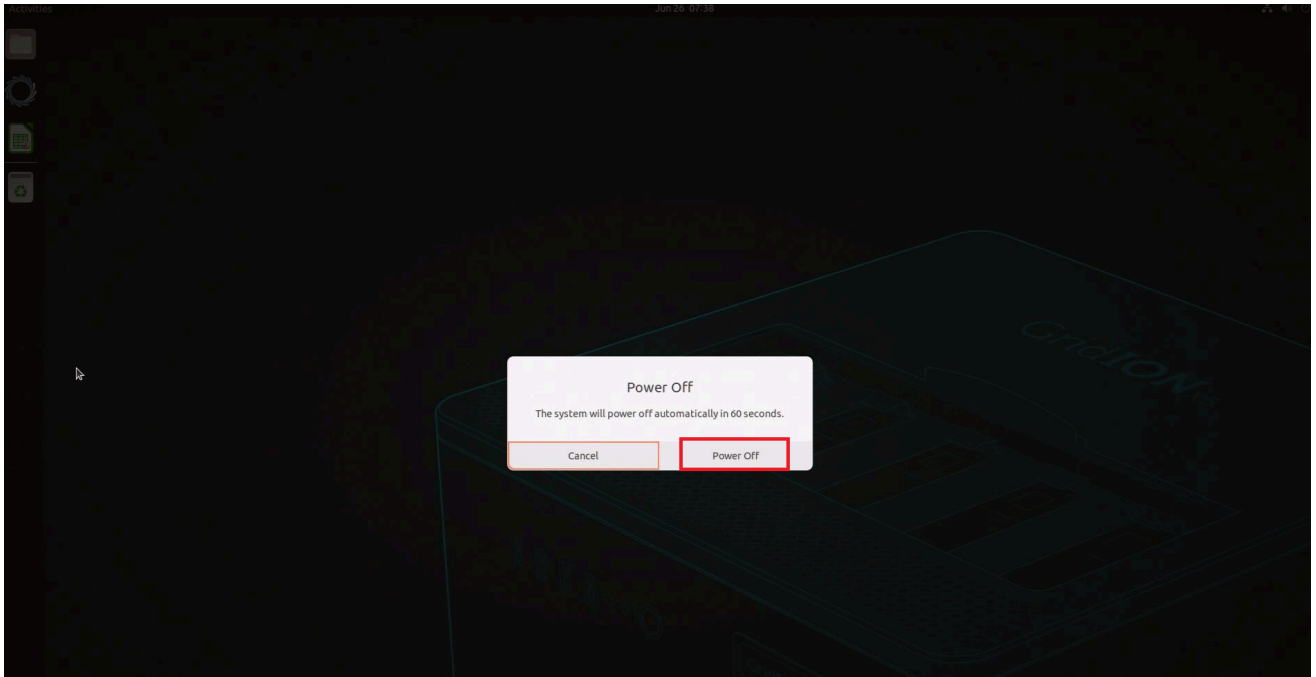 Activities
Jun 26 07:38
GridION
Power Off
The system will power off automatically in 60 seconds.
Cancel
Power Off